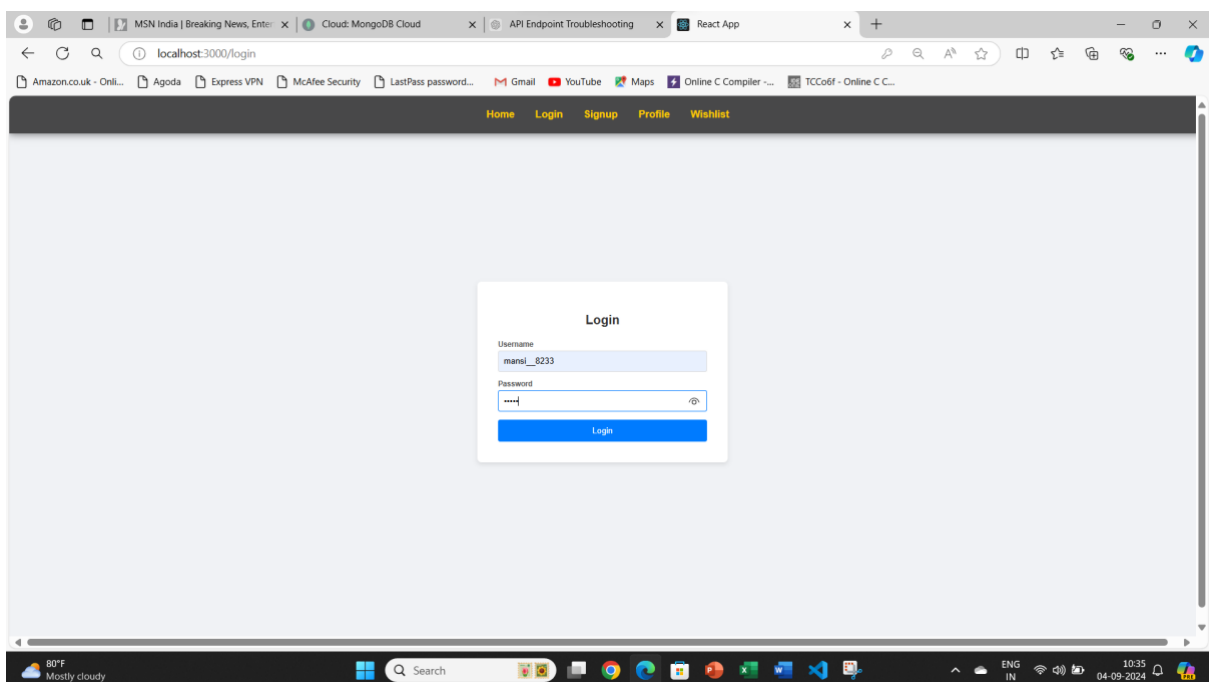 MSN India | Breaking News, Enter
Cloud: MongoDB Cloud
API Endpoint Troubleshooting
React App
localhost:3000/login
Amazon.co.uk - Onli...
Agoda
Express VPN
McAfee Security
LastPass password...
Gmail
YouTube
Maps
Online C Compiler -...
TCCo6f - Online C C...
Home Login Signup Profile Wishlist
Login
Username
mansi__8233
Password
•••••
Login
80°F
Mostly cloudy
Search
ENG
IN
10:35
04-09-2024